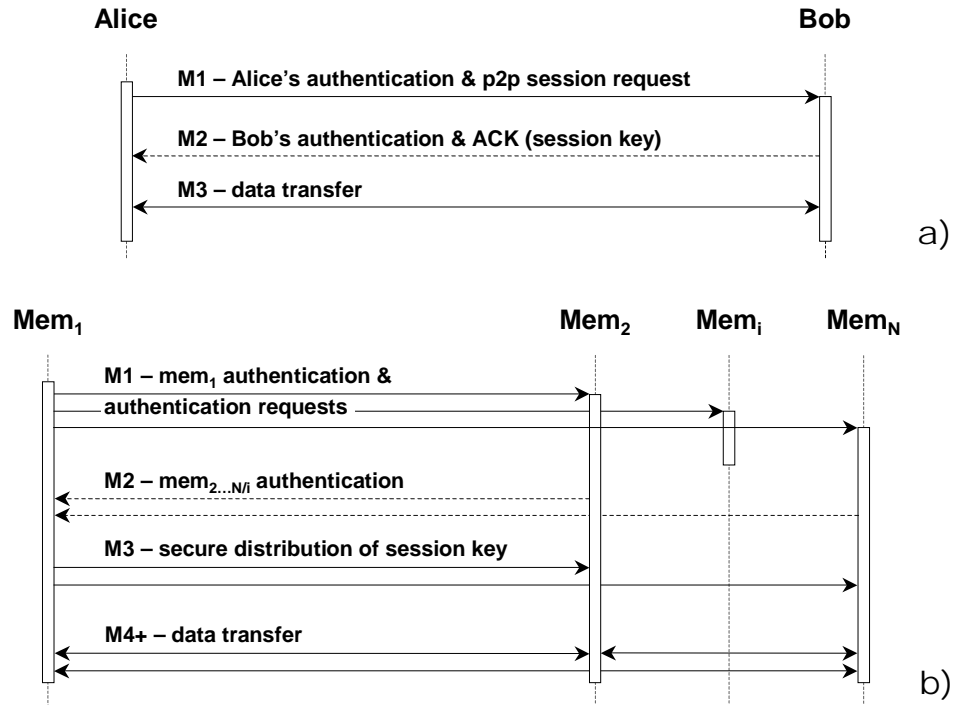 Alice Bob
M1 – Alice's authentication & p2p session request
M2 – Bob's authentication & ACK (session key)
M3 – data transfer
a)
Mem₁ Mem₂ Memᵢ Mem_N
M1 – mem₁ authentication &
authentication requests
M2 – mem₂...N/i authentication
M3 – secure distribution of session key
M4+ – data transfer
b)